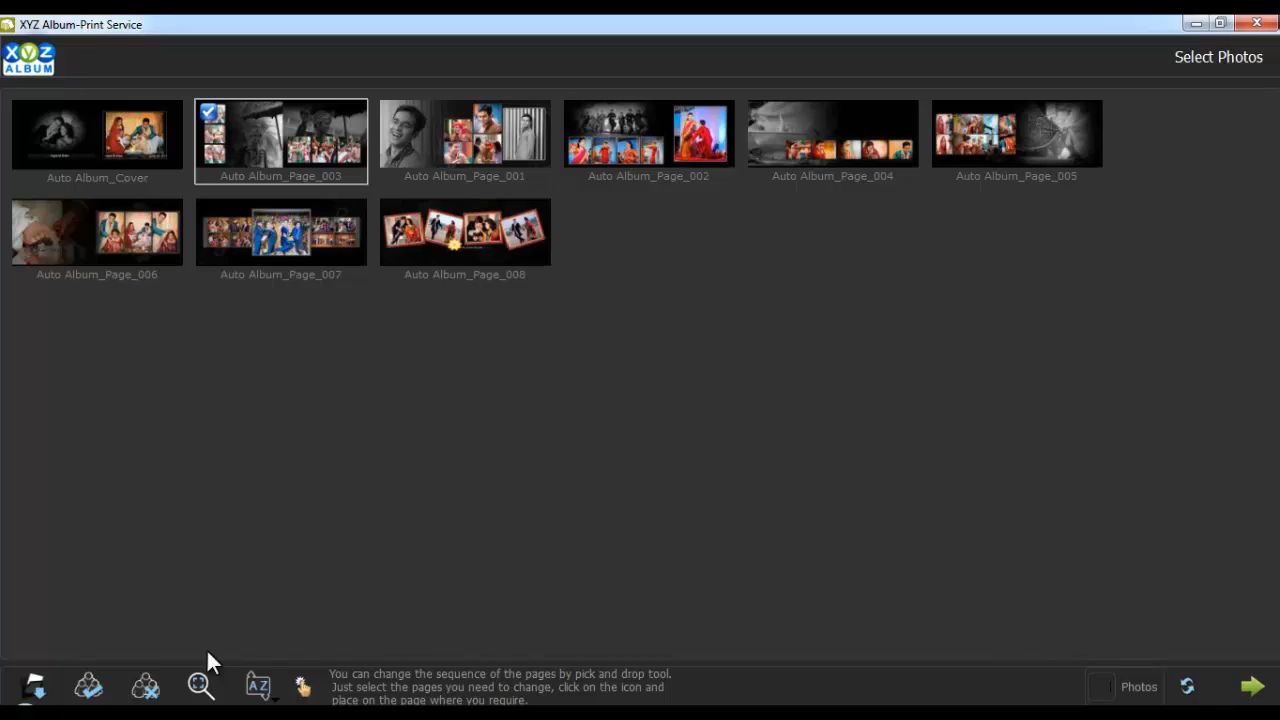 XYZ Album-Print Service
XYZ
ALBUM
Select Photos
Auto Album_Cover
Auto Album_Page_003
Auto Album_Page_001
Auto Album_Page_002
Auto Album_Page_004
Auto Album_Page_005
Auto Album_Page_006
Auto Album_Page_007
Auto Album_Page_008
AZ
You can change the sequence of the pages by pick and drop tool.
Just select the pages you need to change, click on the icon and
place on the page where you require.
Photos